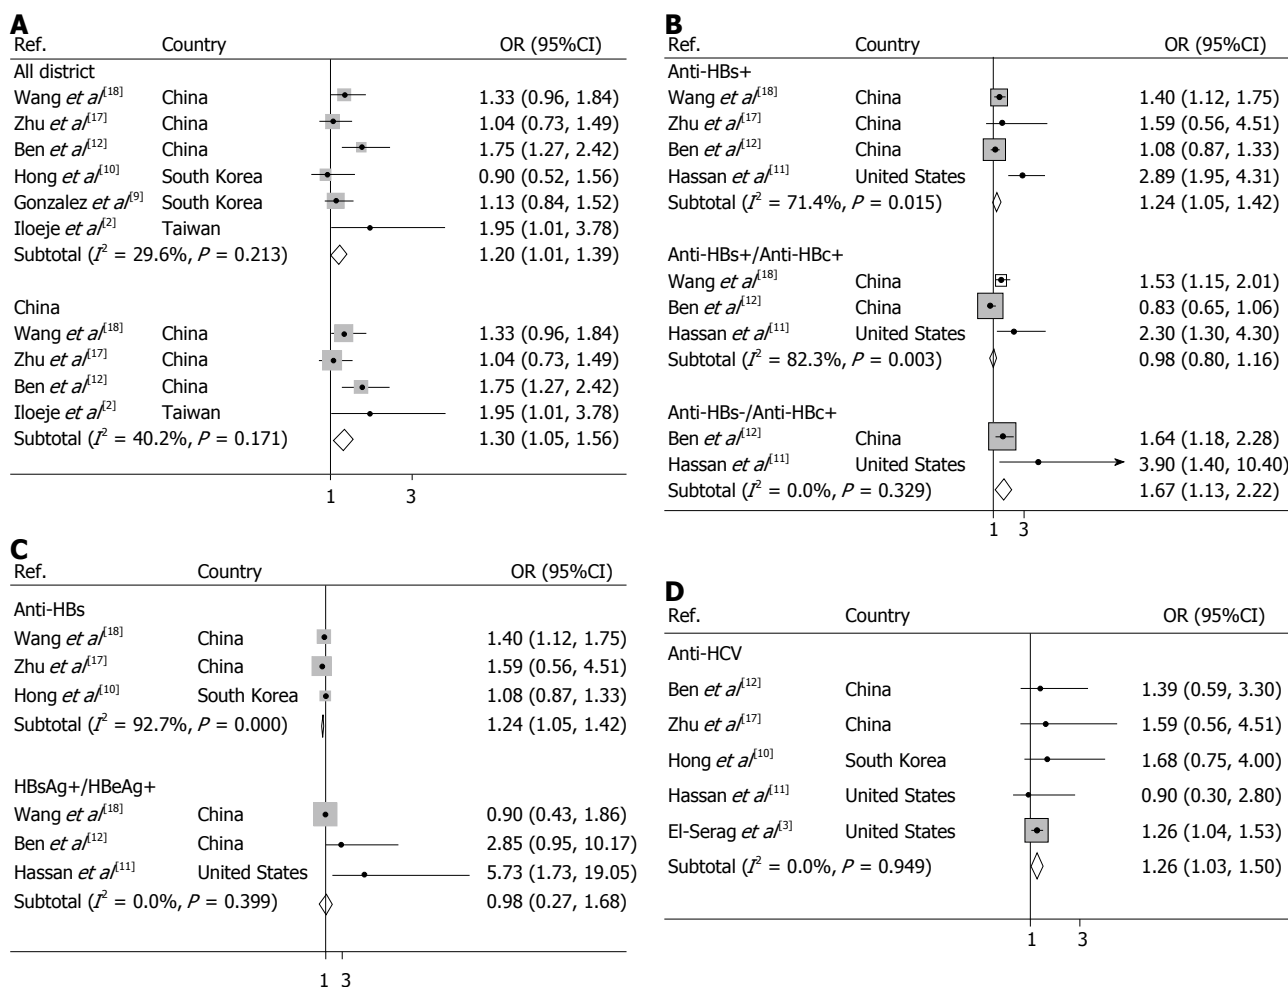 A
Ref. Country OR (95%CI)
All district
Wang et al[18] China 1.33 (0.96, 1.84)
Zhu et al[17] China 1.04 (0.73, 1.49)
Ben et al[12] China 1.75 (1.27, 2.42)
Hong et al[10] South Korea 0.90 (0.52, 1.56)
Gonzalez et al[9] South Korea 1.13 (0.84, 1.52)
Iloeje et al[2] Taiwan 1.95 (1.01, 3.78)
Subtotal (I² = 29.6%, P = 0.213) 1.20 (1.01, 1.39)
China
Wang et al[18] China 1.33 (0.96, 1.84)
Zhu et al[17] China 1.04 (0.73, 1.49)
Ben et al[12] China 1.75 (1.27, 2.42)
Iloeje et al[2] Taiwan 1.95 (1.01, 3.78)
Subtotal (I² = 40.2%, P = 0.171) 1.30 (1.05, 1.56)
1 3
B
Ref. Country OR (95%CI)
Anti-HBs+
Wang et al[18] China 1.40 (1.12, 1.75)
Zhu et al[17] China 1.59 (0.56, 4.51)
Ben et al[12] China 1.08 (0.87, 1.33)
Hassan et al[11] United States 2.89 (1.95, 4.31)
Subtotal (I² = 71.4%, P = 0.015) 1.24 (1.05, 1.42)
Anti-HBs+/Anti-HBc+
Wang et al[18] China 1.53 (1.15, 2.01)
Ben et al[12] China 0.83 (0.65, 1.06)
Hassan et al[11] United States 2.30 (1.30, 4.30)
Subtotal (I² = 82.3%, P = 0.003) 0.98 (0.80, 1.16)
Anti-HBs-/Anti-HBc+
Ben et al[12] China 1.64 (1.18, 2.28)
Hassan et al[11] United States 3.90 (1.40, 10.40)
Subtotal (I² = 0.0%, P = 0.329) 1.67 (1.13, 2.22)
1 3
C
Ref. Country OR (95%CI)
Anti-HBs
Wang et al[18] China 1.40 (1.12, 1.75)
Zhu et al[17] China 1.59 (0.56, 4.51)
Hong et al[10] South Korea 1.08 (0.87, 1.33)
Subtotal (I² = 92.7%, P = 0.000) 1.24 (1.05, 1.42)
HBsAg+/HBeAg+
Wang et al[18] China 0.90 (0.43, 1.86)
Ben et al[12] China 2.85 (0.95, 10.17)
Hassan et al[11] United States 5.73 (1.73, 19.05)
Subtotal (I² = 0.0%, P = 0.399) 0.98 (0.27, 1.68)
1 3
D
Ref. Country OR (95%CI)
Anti-HCV
Ben et al[12] China 1.39 (0.59, 3.30)
Zhu et al[17] China 1.59 (0.56, 4.51)
Hong et al[10] South Korea 1.68 (0.75, 4.00)
Hassan et al[11] United States 0.90 (0.30, 2.80)
El-Serag et al[3] United States 1.26 (1.04, 1.53)
Subtotal (I² = 0.0%, P = 0.949) 1.26 (1.03, 1.50)
1 3